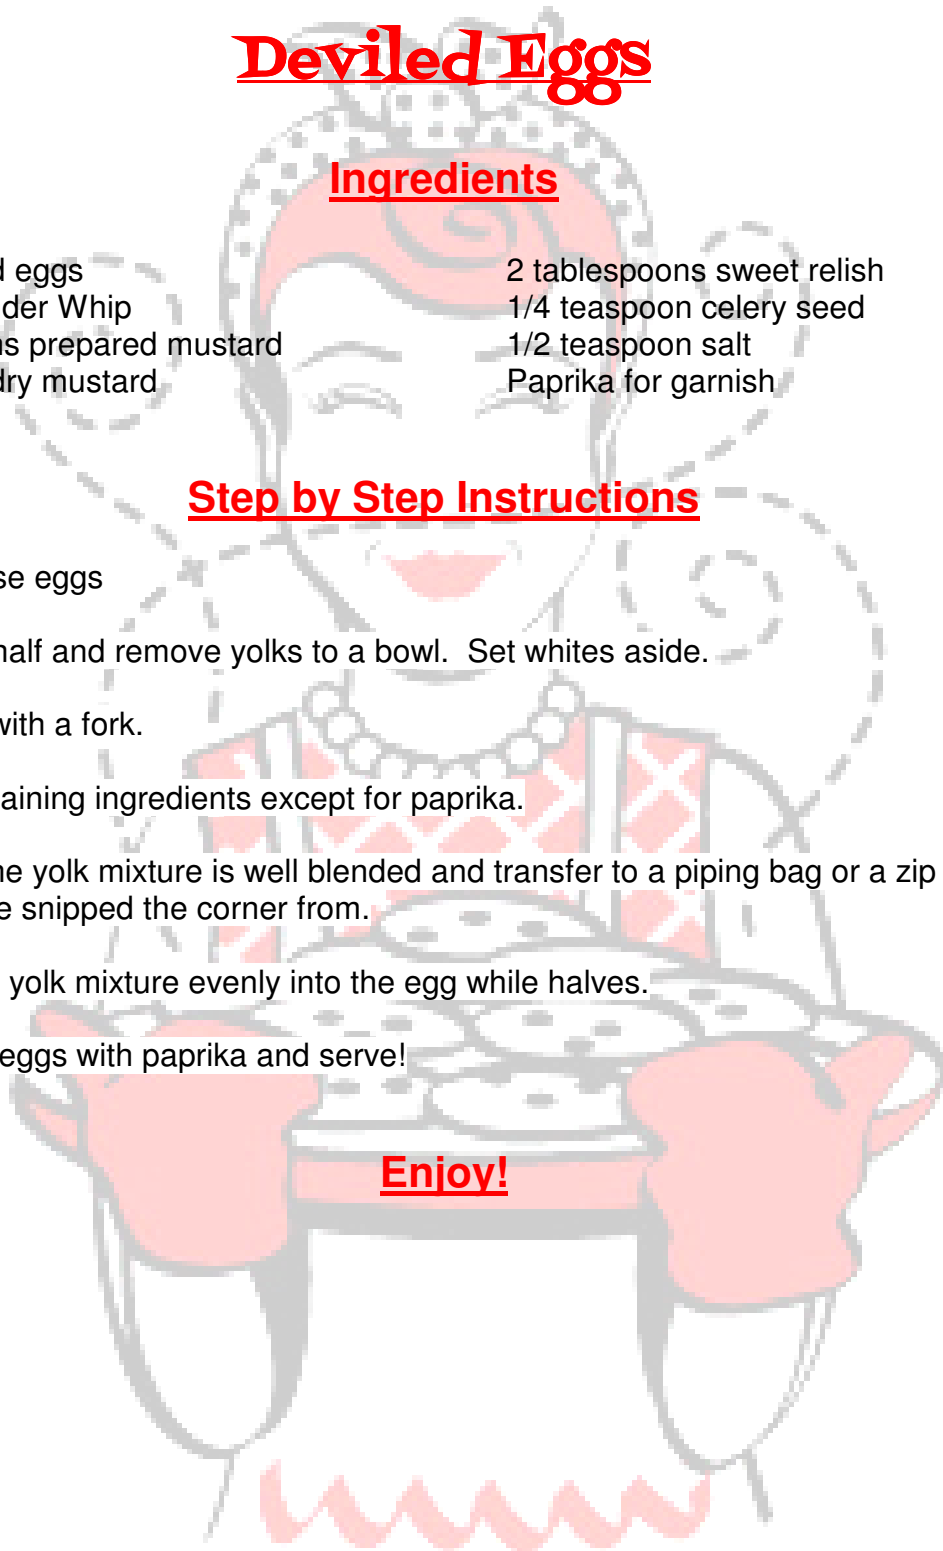 Deviled Eggs
Ingredients
eggs
der Whip
prepared mustard
dry mustard
2 tablespoons sweet relish
1/4 teaspoon celery seed
1/2 teaspoon salt
Paprika for garnish
Step by Step Instructions
se eggs
half and remove yolks to a bowl. Set whites aside.
with a fork.
aining ingredients except for paprika.
he yolk mixture is well blended and transfer to a piping bag or a zip
e snipped the corner from.
yolk mixture evenly into the egg while halves.
eggs with paprika and serve!
Enjoy!